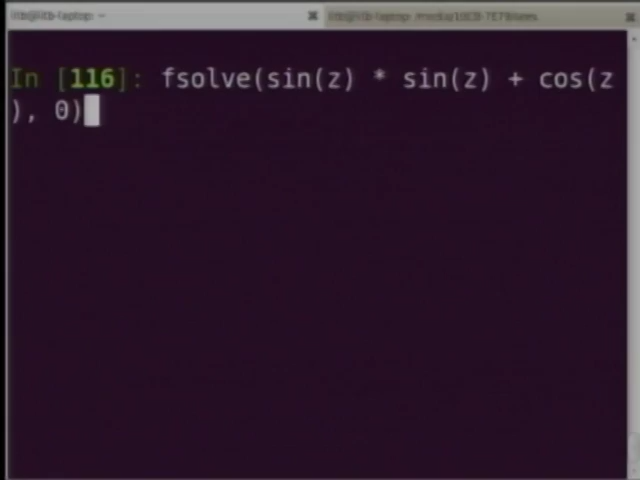 In [116]: fsolve(sin(z) * sin(z) + cos(z
), 0)